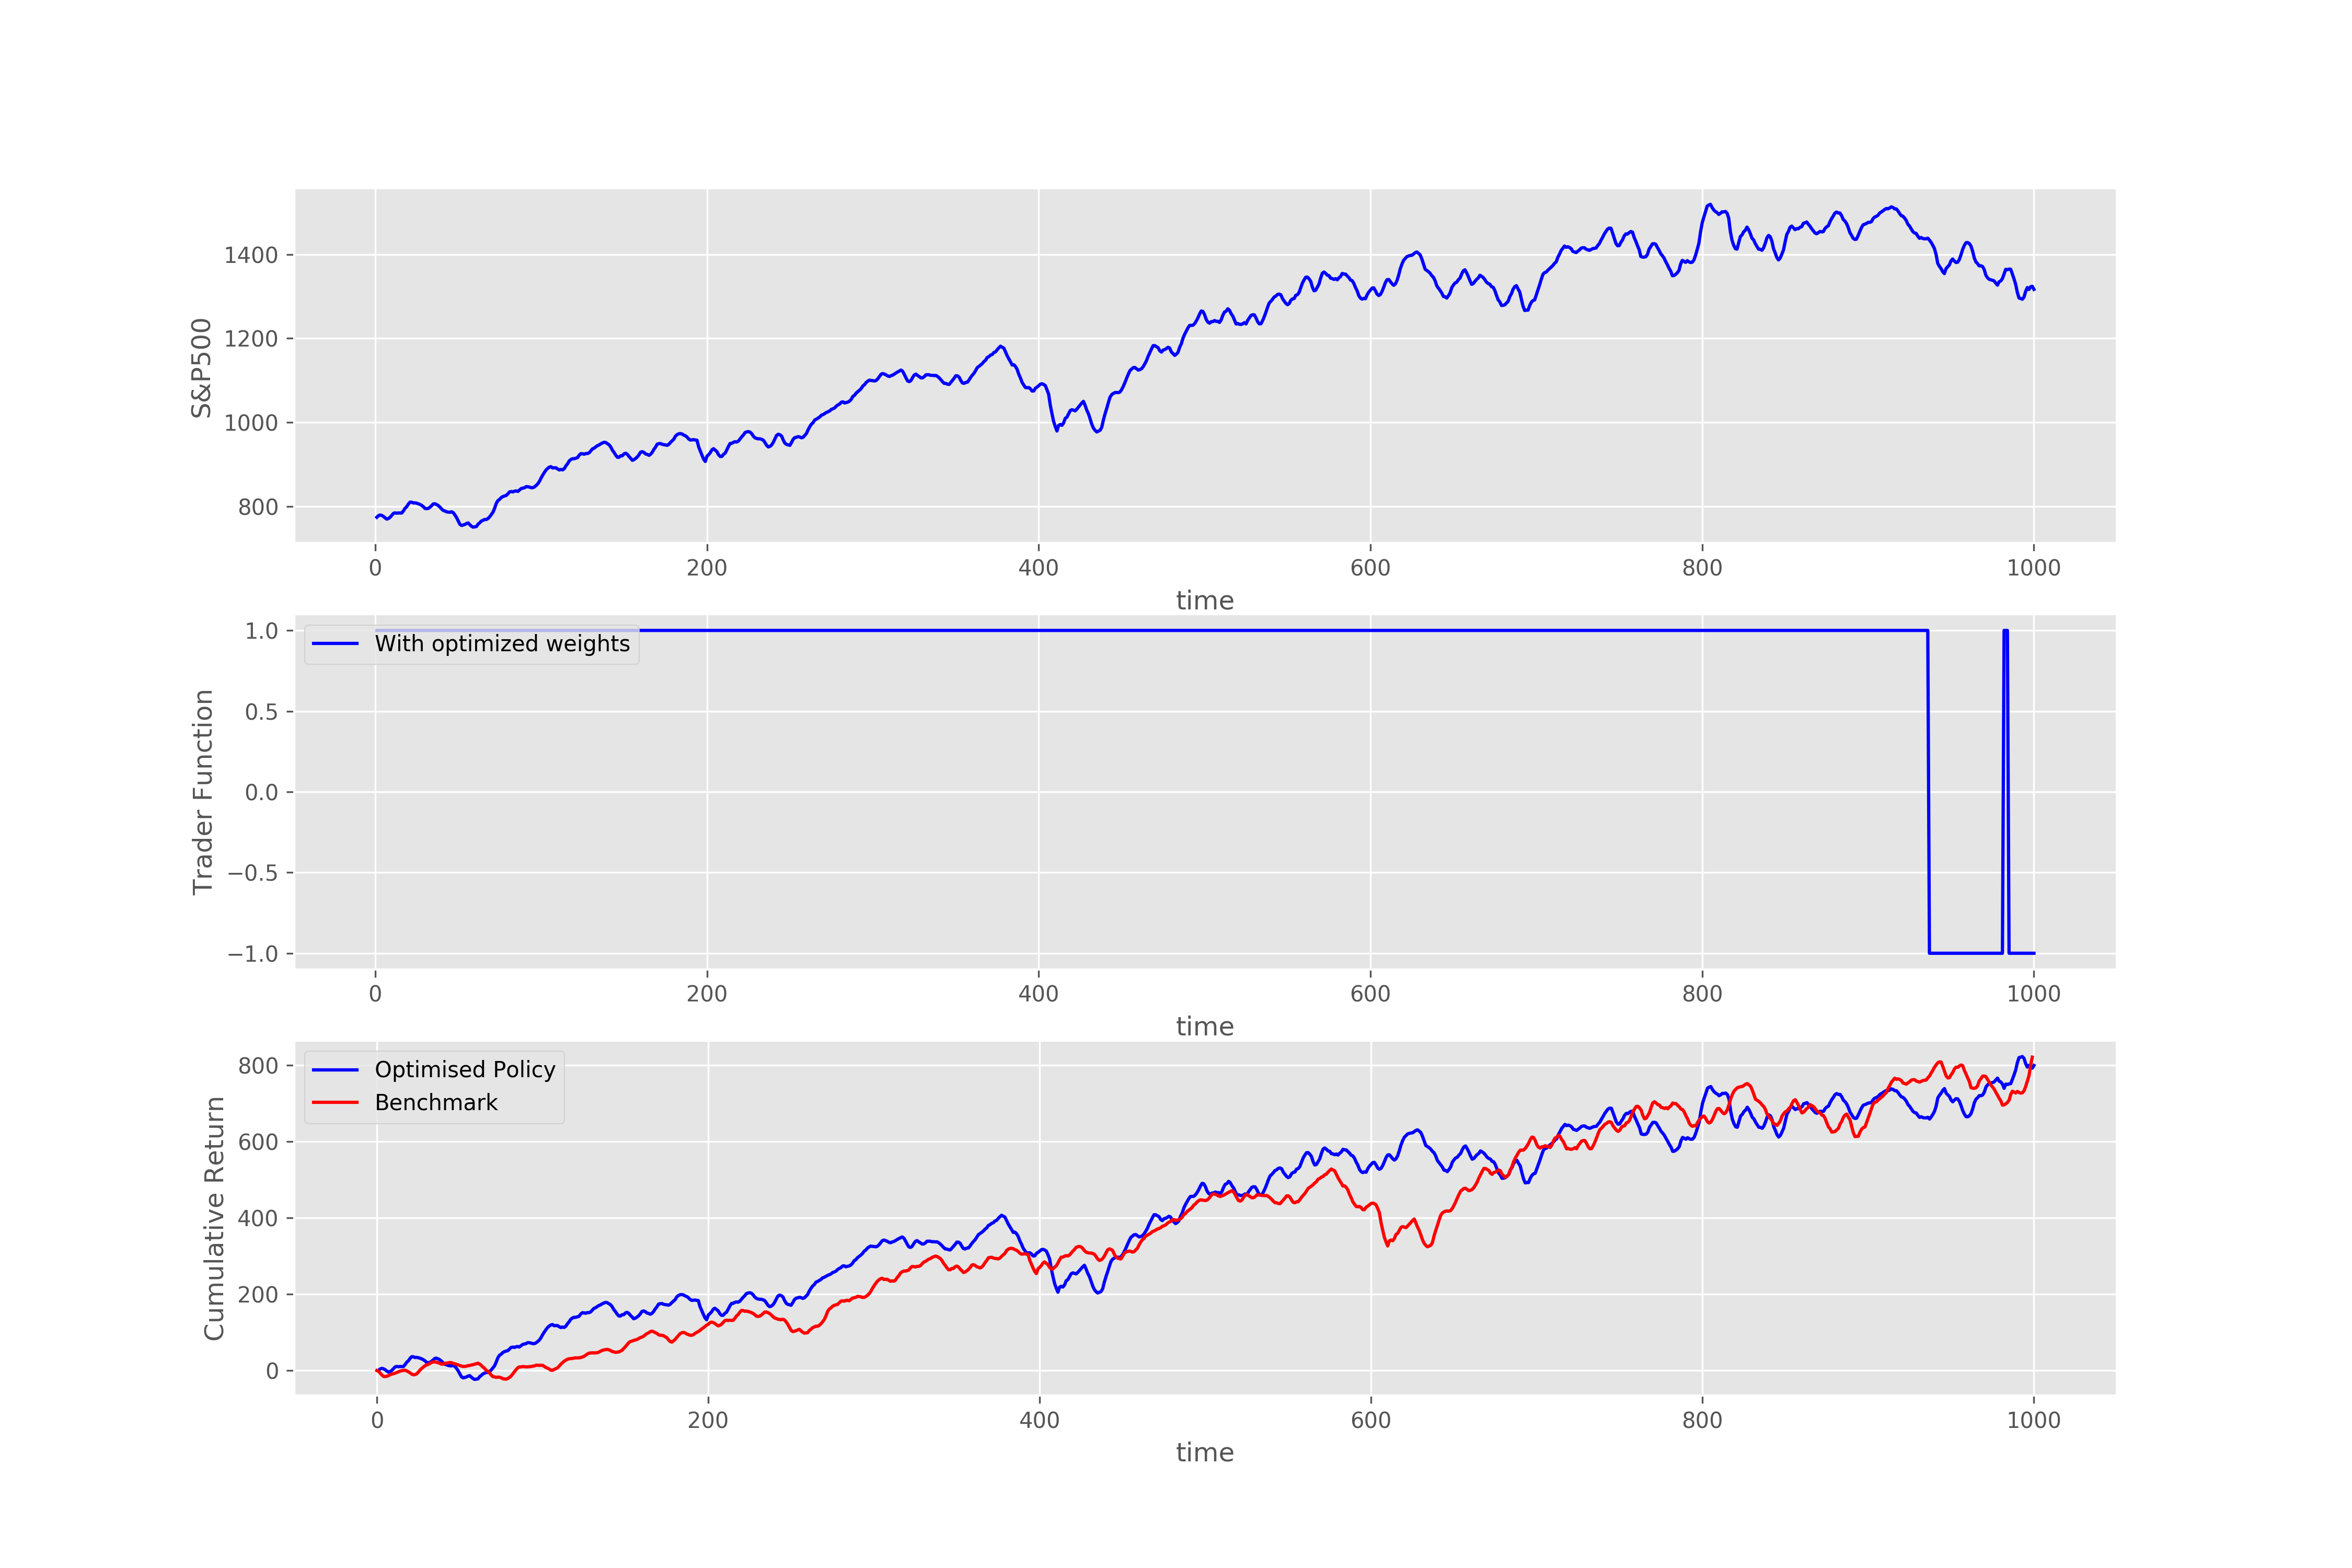 1400
1200
1000
800
S&P500
0 200 400 600 800 1000
time
With optimized weights
1.0
0.5
0.0
−0.5
−1.0
Trader Function
0 200 400 600 800 1000
time
Optimised Policy
Benchmark
800
600
400
200
0
Cumulative Return
0 200 400 600 800 1000
time